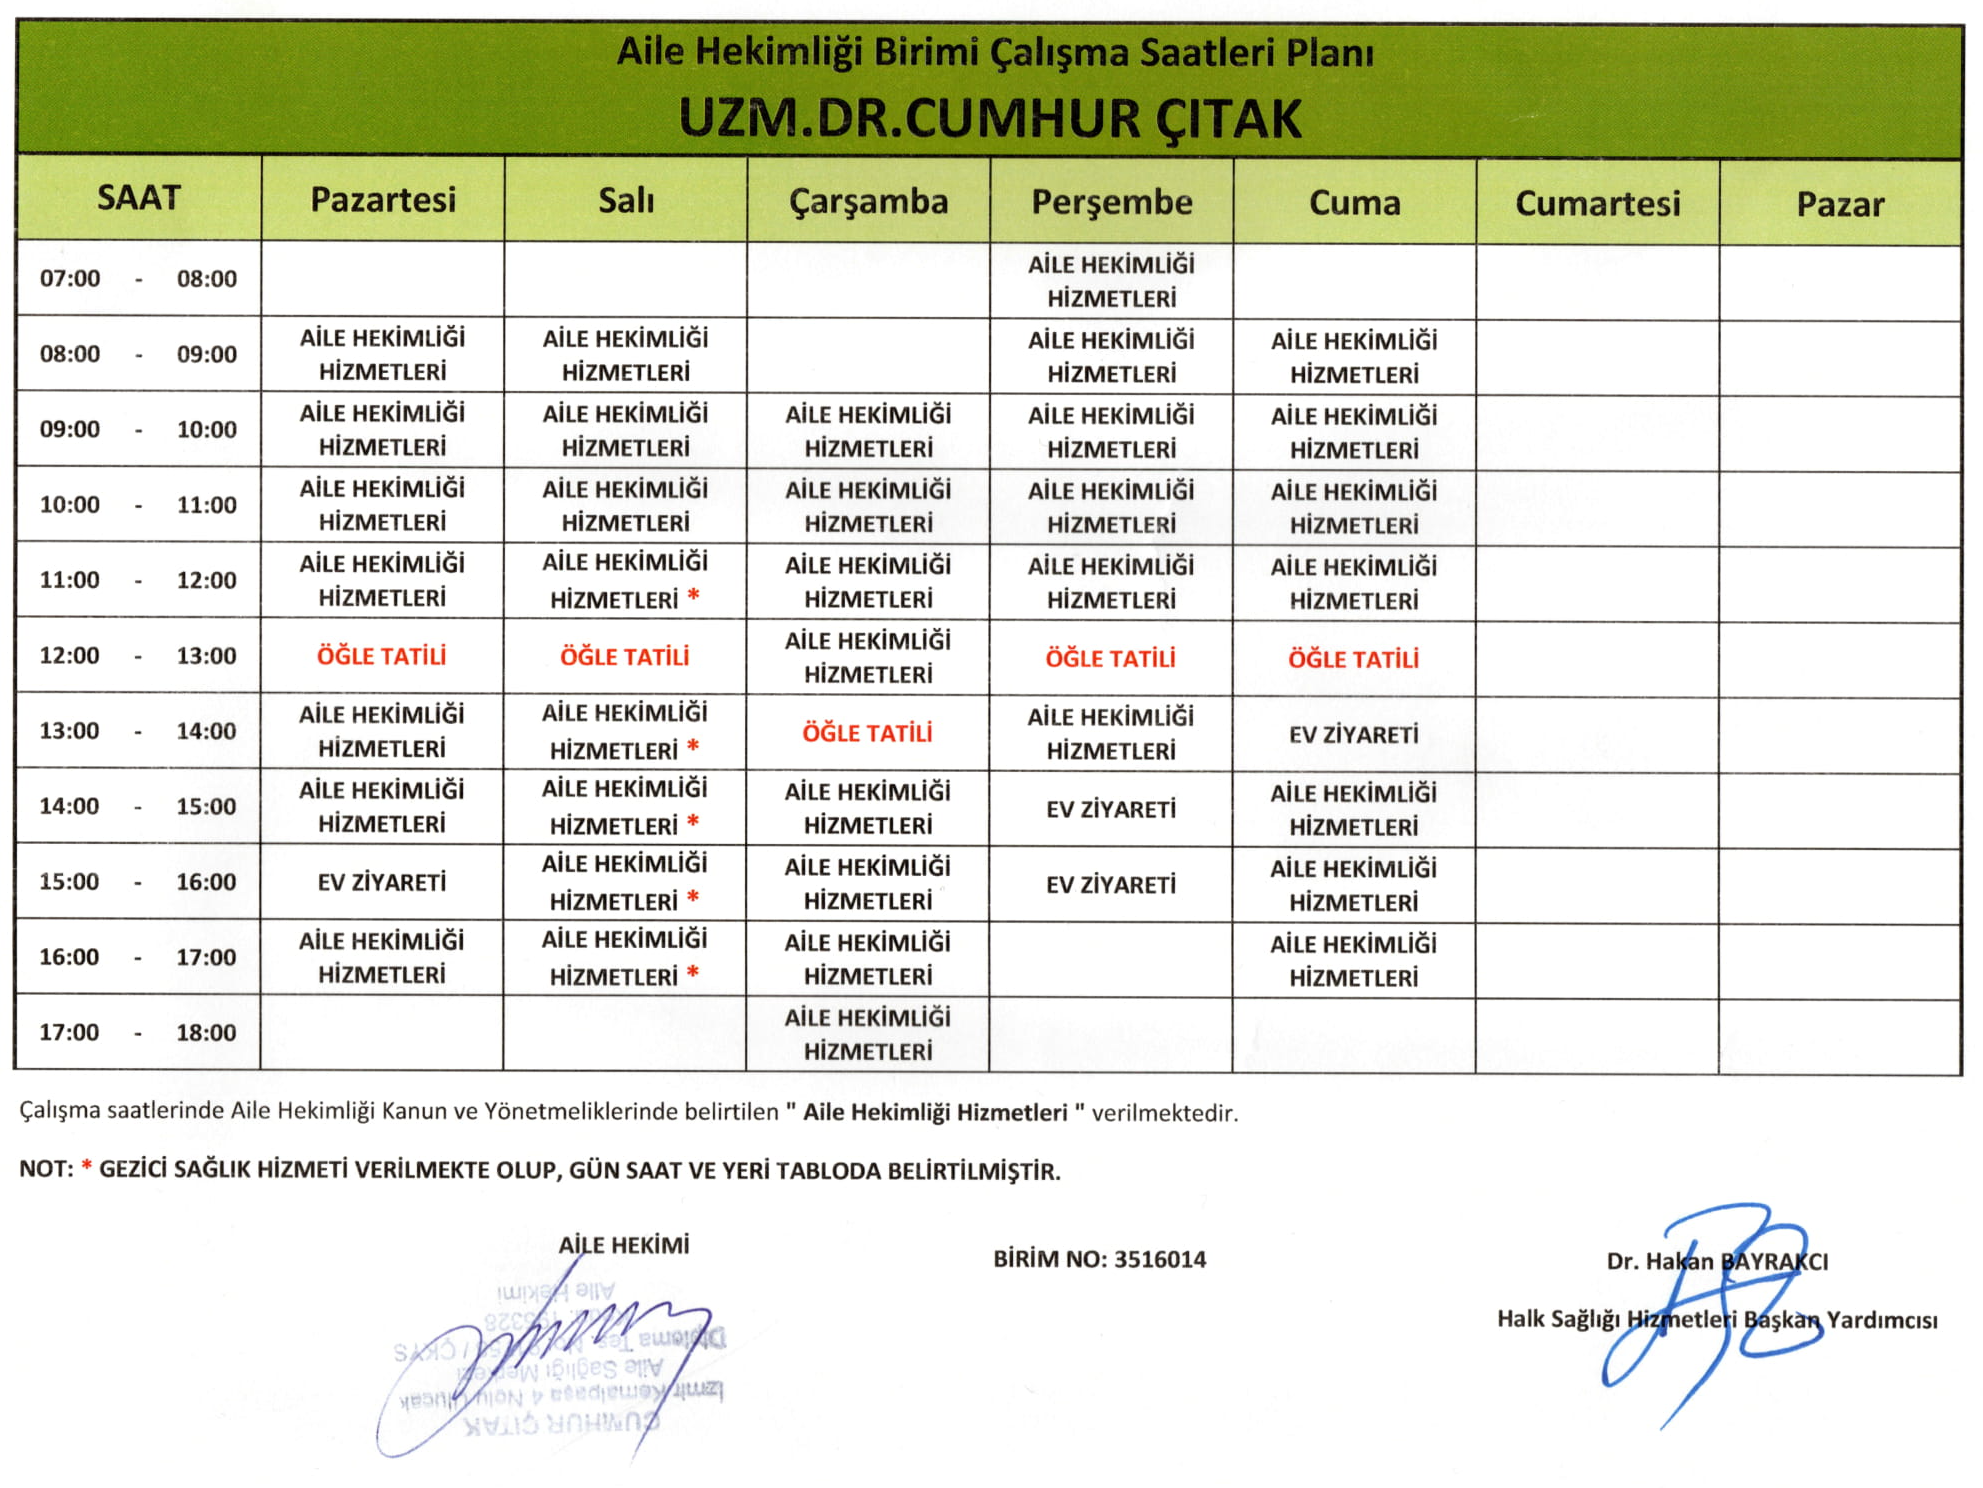 Aile Hekimliği Birimi Çalışma Saatleri Planı
UZM.DR.CUMHUR ÇITAK
SAAT Pazartesi Salı Çarşamba Perşembe Cuma Cumartesi Pazar
07:00 - 08:00 AİLE HEKİMLİĞİ
HİZMETLERİ
08:00 - 09:00 AİLE HEKİMLİĞİ AİLE HEKİMLİĞİ AİLE HEKİMLİĞİ AİLE HEKİMLİĞİ
HİZMETLERİ HİZMETLERİ HİZMETLERİ HİZMETLERİ
09:00 - 10:00 AİLE HEKİMLİĞİ AİLE HEKİMLİĞİ AİLE HEKİMLİĞİ AİLE HEKİMLİĞİ AİLE HEKİMLİĞİ
HİZMETLERİ HİZMETLERİ HİZMETLERİ HİZMETLERİ HİZMETLERİ
10:00 - 11:00 AİLE HEKİMLİĞİ AİLE HEKİMLİĞİ AİLE HEKİMLİĞİ AİLE HEKİMLİĞİ AİLE HEKİMLİĞİ
HİZMETLERİ HİZMETLERİ HİZMETLERİ HİZMETLERİ HİZMETLERİ
11:00 - 12:00 AİLE HEKİMLİĞİ AİLE HEKİMLİĞİ AİLE HEKİMLİĞİ AİLE HEKİMLİĞİ AİLE HEKİMLİĞİ
HİZMETLERİ HİZMETLERİ * HİZMETLERİ HİZMETLERİ HİZMETLERİ
12:00 - 13:00 ÖĞLE TATİLİ ÖĞLE TATİLİ AİLE HEKİMLİĞİ ÖĞLE TATİLİ ÖĞLE TATİLİ
HİZMETLERİ
13:00 - 14:00 AİLE HEKİMLİĞİ AİLE HEKİMLİĞİ ÖĞLE TATİLİ AİLE HEKİMLİĞİ EV ZİYARETİ
HİZMETLERİ HİZMETLERİ * HİZMETLERİ
14:00 - 15:00 AİLE HEKİMLİĞİ AİLE HEKİMLİĞİ AİLE HEKİMLİĞİ EV ZİYARETİ AİLE HEKİMLİĞİ
HİZMETLERİ HİZMETLERİ * HİZMETLERİ HİZMETLERİ
15:00 - 16:00 EV ZİYARETİ AİLE HEKİMLİĞİ AİLE HEKİMLİĞİ EV ZİYARETİ AİLE HEKİMLİĞİ
HİZMETLERİ * HİZMETLERİ HİZMETLERİ
16:00 - 17:00 AİLE HEKİMLİĞİ AİLE HEKİMLİĞİ AİLE HEKİMLİĞİ AİLE HEKİMLİĞİ
HİZMETLERİ HİZMETLERİ * HİZMETLERİ HİZMETLERİ
17:00 - 18:00 AİLE HEKİMLİĞİ
HİZMETLERİ
Çalışma saatlerinde Aile Hekimliği Kanun ve Yönetmeliklerinde belirtilen " Aile Hekimliği Hizmetleri " verilmektedir.
NOT: * GEZİCİ SAĞLIK HİZMETİ VERİLMEKTE OLUP, GÜN SAAT VE YERİ TABLODA BELİRTİLMİŞTİR.
AİLE HEKİMİ
BİRİM NO: 3516014
Dr. Hakan BAYRAKCI
Halk Sağlığı Hizmetleri Başkan Yardımcısı
CUMHUR ÇITAK
İzmir Kemalpaşa 4 Nolu Ulucak
Aile Sağlığı Merkezi
Diploma Tes. No: / ÇKYS
Aile Hekimi